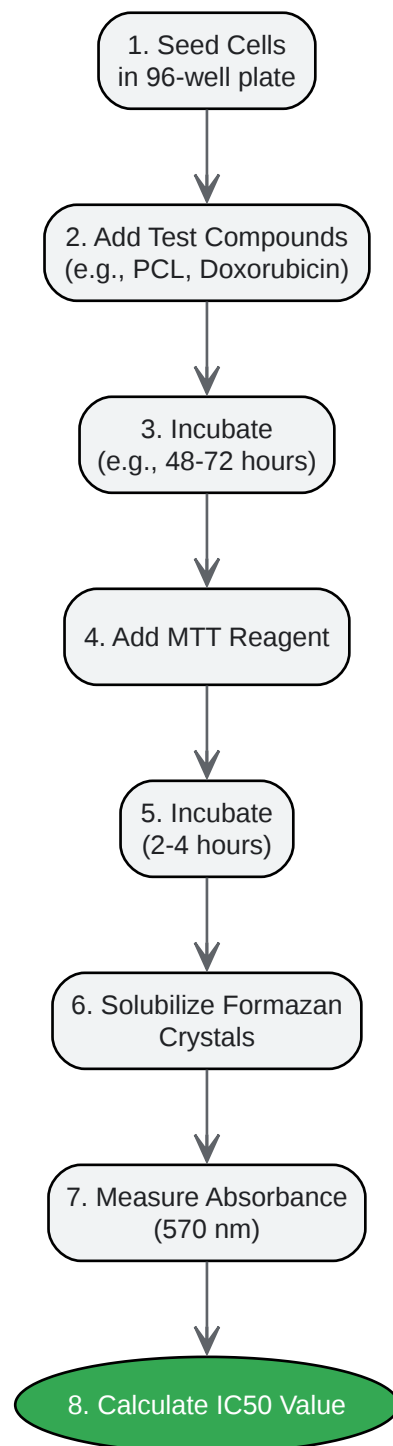 1. Seed Cells
in 96-well plate
2. Add Test Compounds
(e.g., PCL, Doxorubicin)
3. Incubate
(e.g., 48-72 hours)
4. Add MTT Reagent
5. Incubate
(2-4 hours)
6. Solubilize Formazan
Crystals
7. Measure Absorbance
(570 nm)
8. Calculate IC50 Value